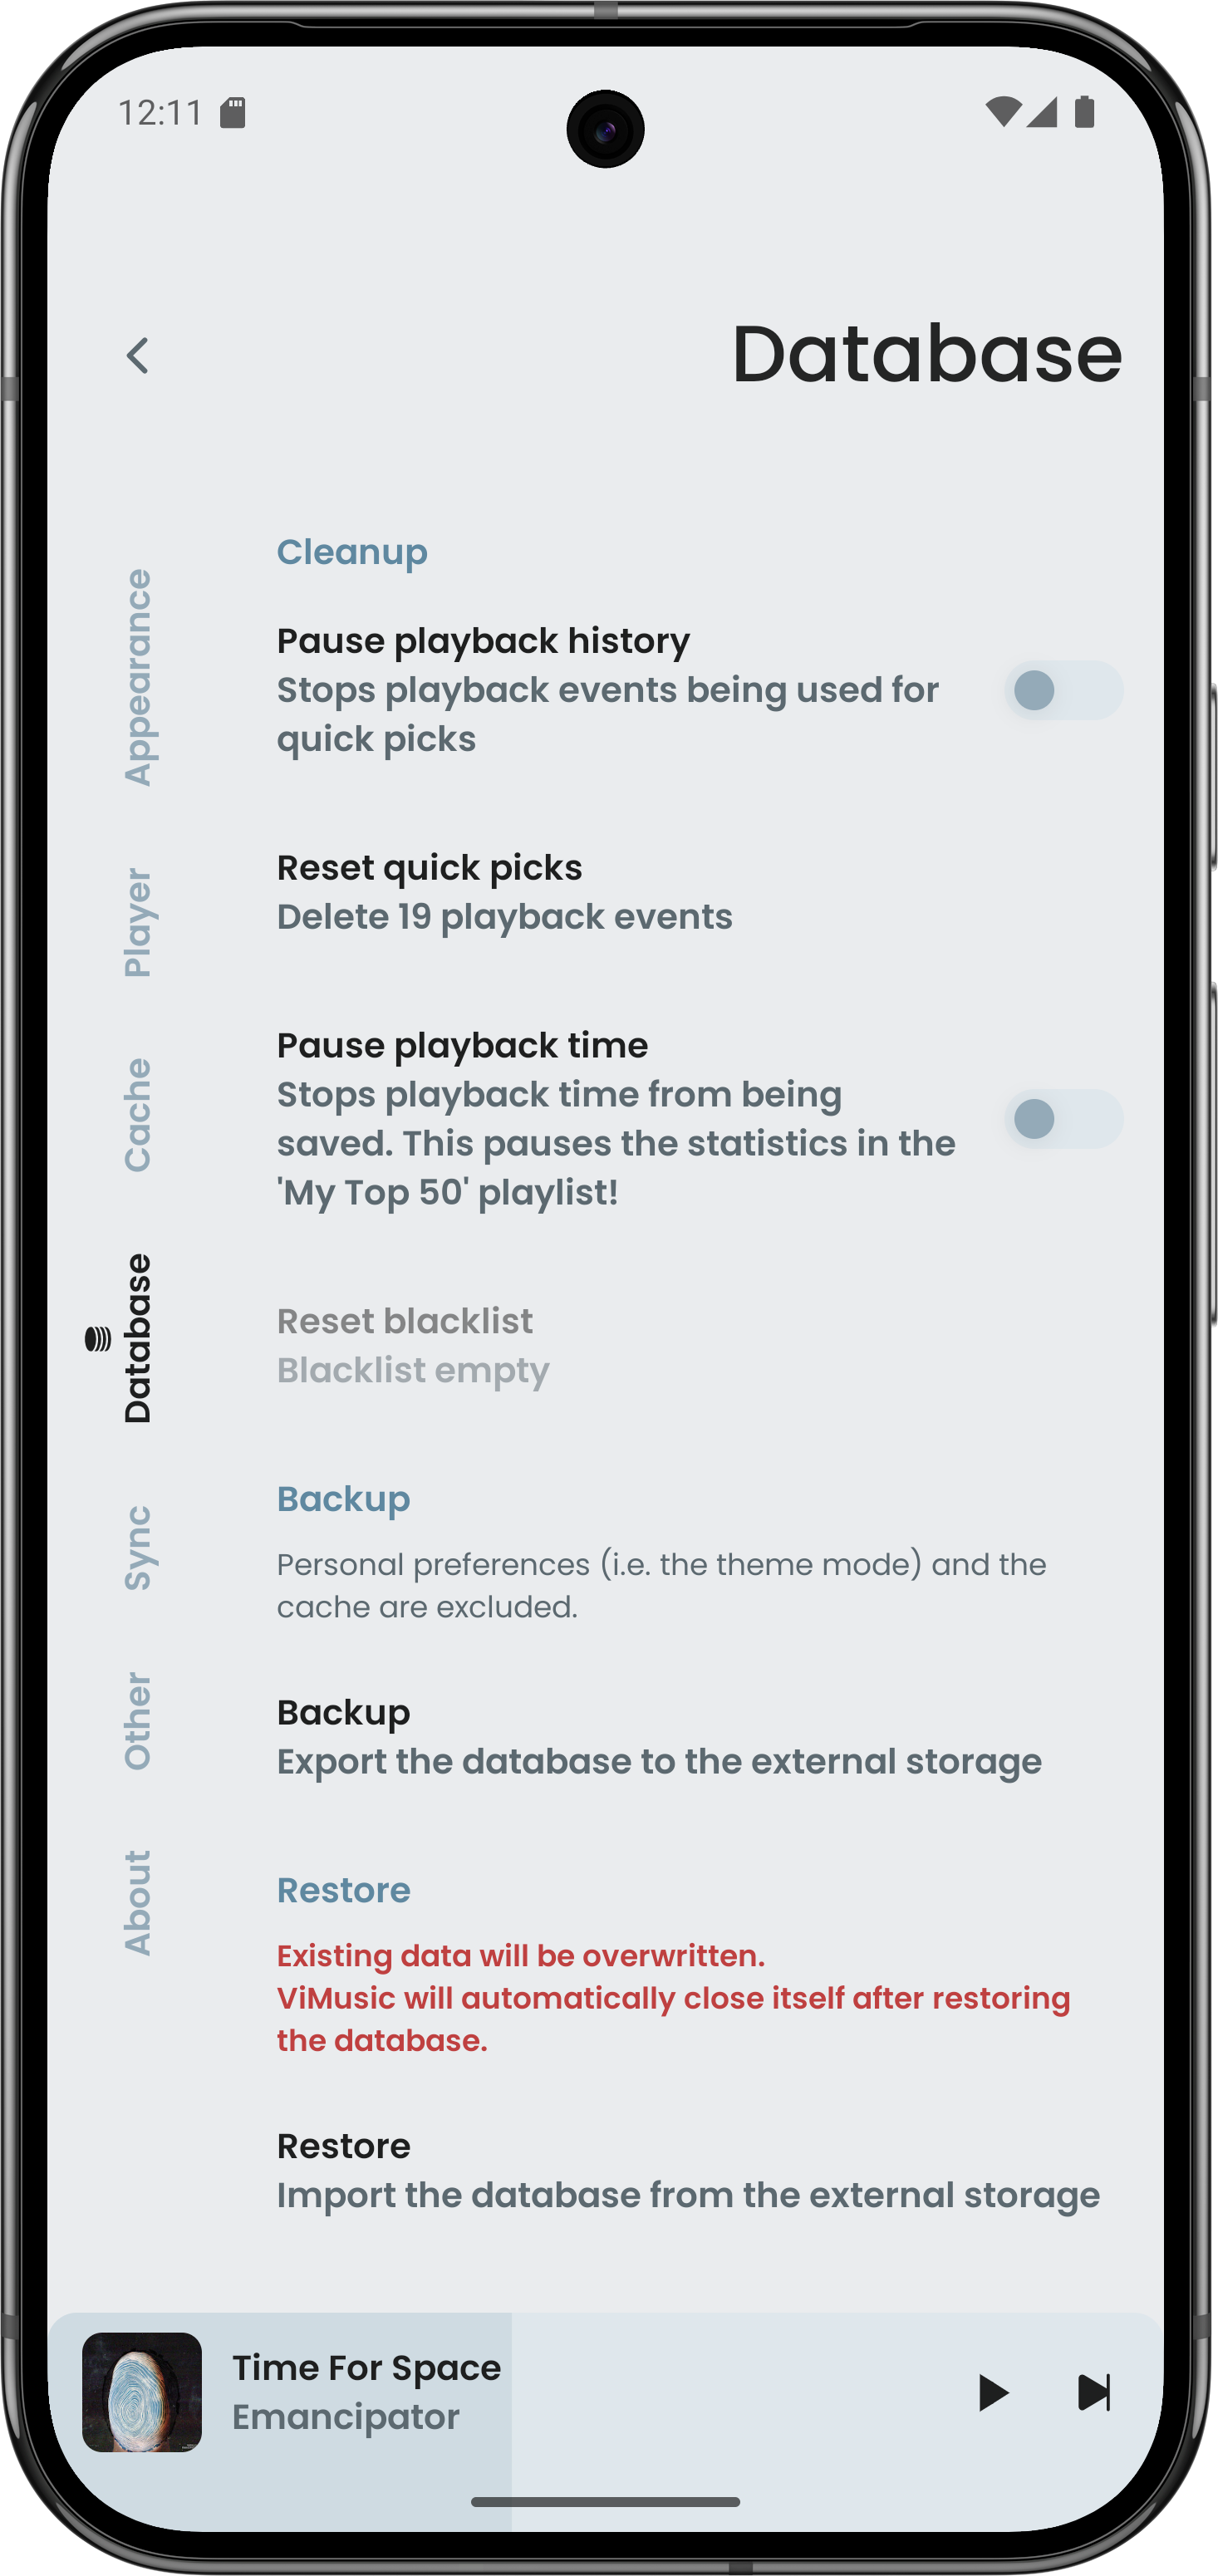 12:11
Database
Appearance
Player
Cache
Database
Sync
Other
About
Cleanup
Pause playback history
Stops playback events being used for
quick picks
Reset quick picks
Delete 19 playback events
Pause playback time
Stops playback time from being
saved. This pauses the statistics in the
'My Top 50' playlist!
Reset blacklist
Blacklist empty
Backup
Personal preferences (i.e. the theme mode) and the
cache are excluded.
Backup
Export the database to the external storage
Restore
Existing data will be overwritten.
ViMusic will automatically close itself after restoring
the database.
Restore
Import the database from the external storage
Time For Space
Emancipator